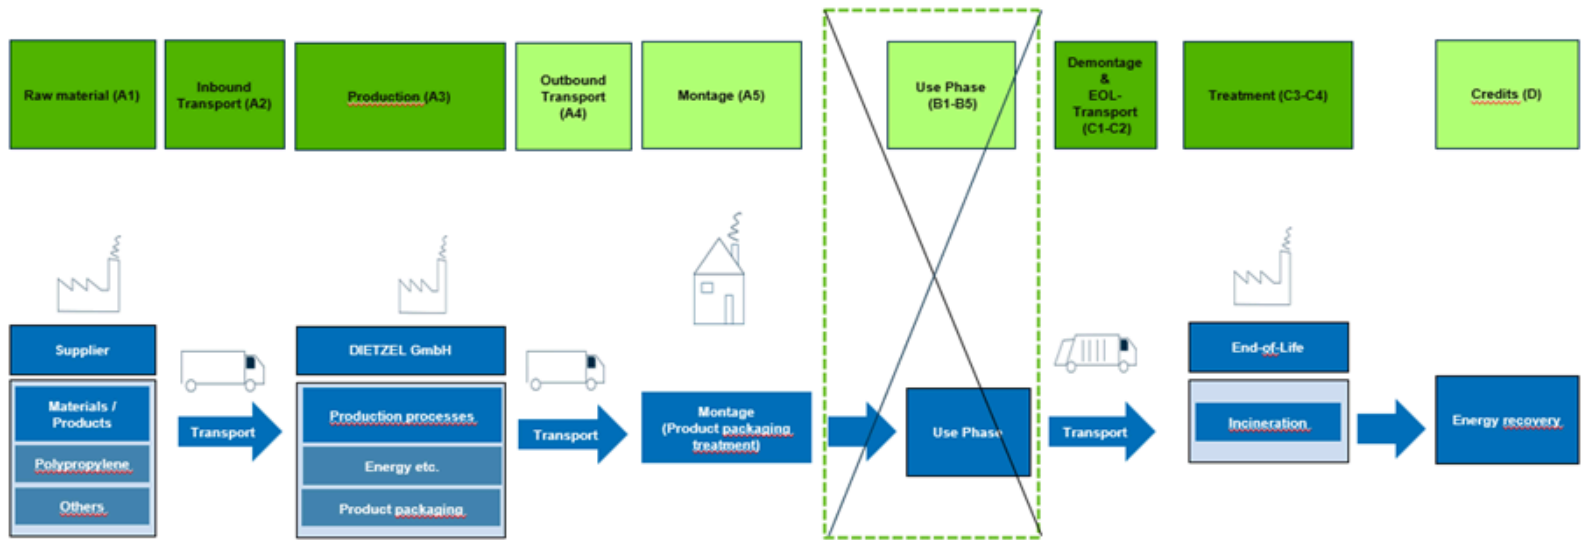 Raw material (A1)
Inbound
Transport (A2)
Production (A3)
Outbound
Transport
(A4)
Montage (A5)
Use Phase
(B1-B5)
Demontage
&
EOL-
Transport
(C1-C2)
Treatment (C3-C4)
Credits (D)
Supplier
Materials /
Products
Polypropylene
Others
Transport
DIETZEL GmbH
Production processes
Energy etc.
Product packaging
Transport
Montage
(Product packaging
treatment)
Use Phase
Transport
End-of-Life
Incineration
Energy recovery